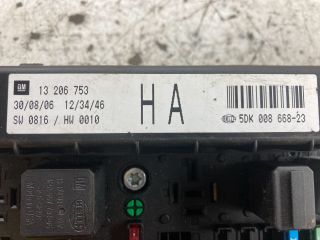 GM
13 206 753
30/08/06 12/34/46
SW 0816 / HW 0010
HA
5DK 008 668-23